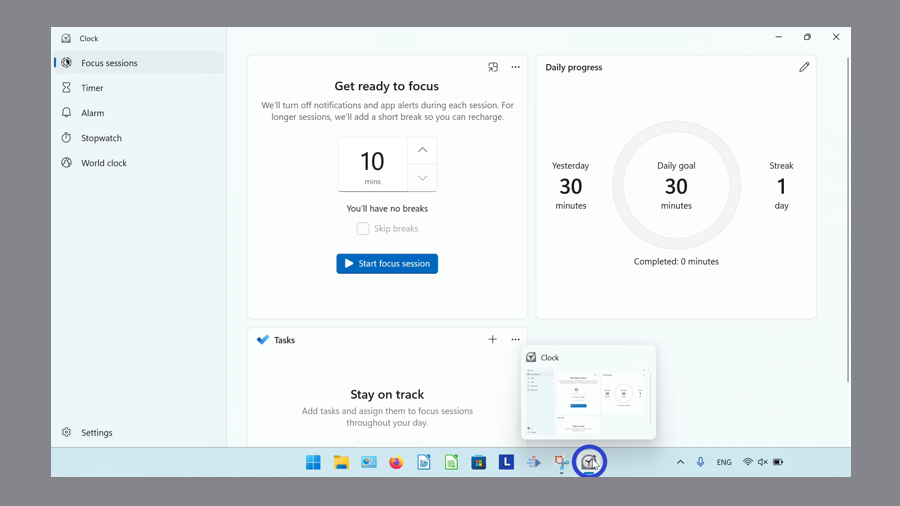 Clock
Focus sessions
Timer
Alarm
Stopwatch
World clock
Settings
Get ready to focus
We'll turn off notifications and app alerts during each session. For
longer sessions, we'll add a short break so you can recharge.
10
mins
You'll have no breaks
Skip breaks
Start focus session
Daily progress
Yesterday
30
minutes
Daily goal
30
minutes
Streak
1
day
Completed: 0 minutes
Tasks
Stay on track
Add tasks and assign them to focus sessions
throughout your day.
Clock
L
ENG